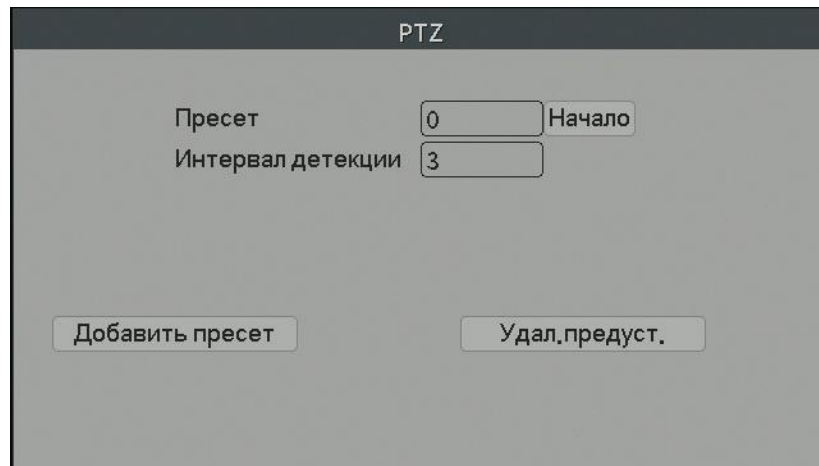 PTZ
Пресет 0 Начало
Интервал детекции 3
Добавить пресет Удал.предуст.